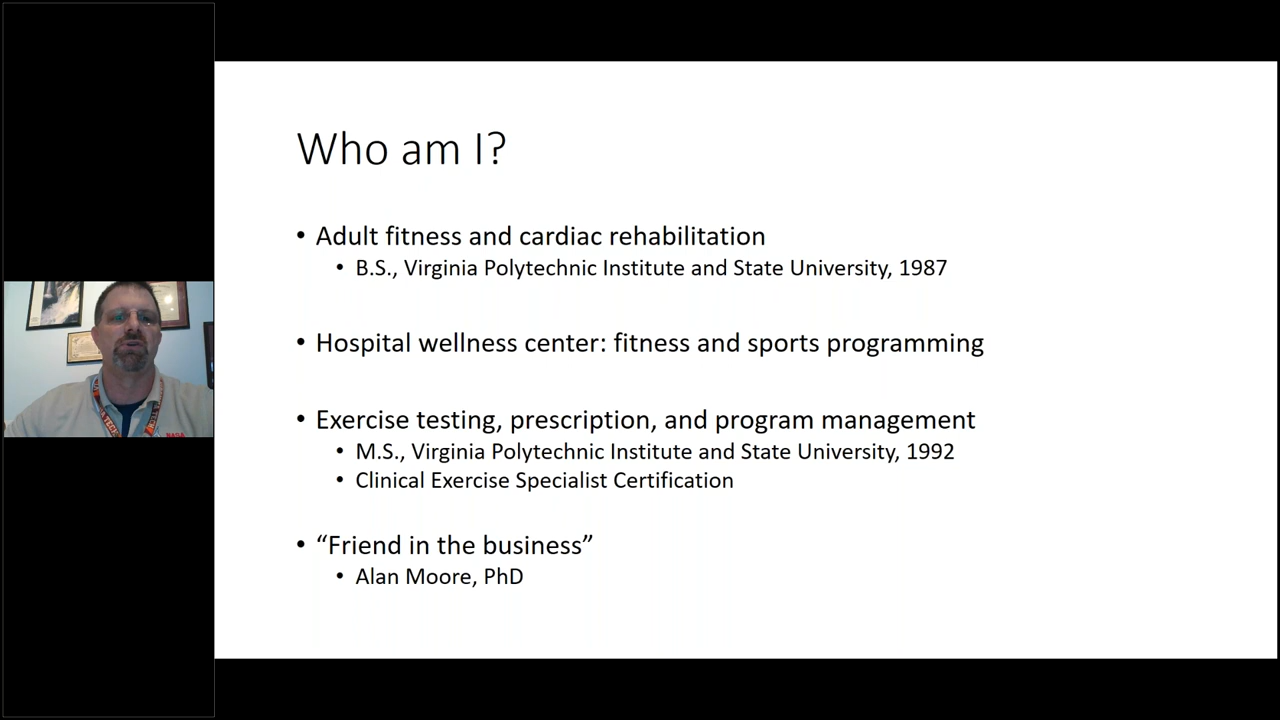 Who am I?
• Adult fitness and cardiac rehabilitation
• B.S., Virginia Polytechnic Institute and State University, 1987
• Hospital wellness center: fitness and sports programming
• Exercise testing, prescription, and program management
• M.S., Virginia Polytechnic Institute and State University, 1992
• Clinical Exercise Specialist Certification
• “Friend in the business”
• Alan Moore, PhD